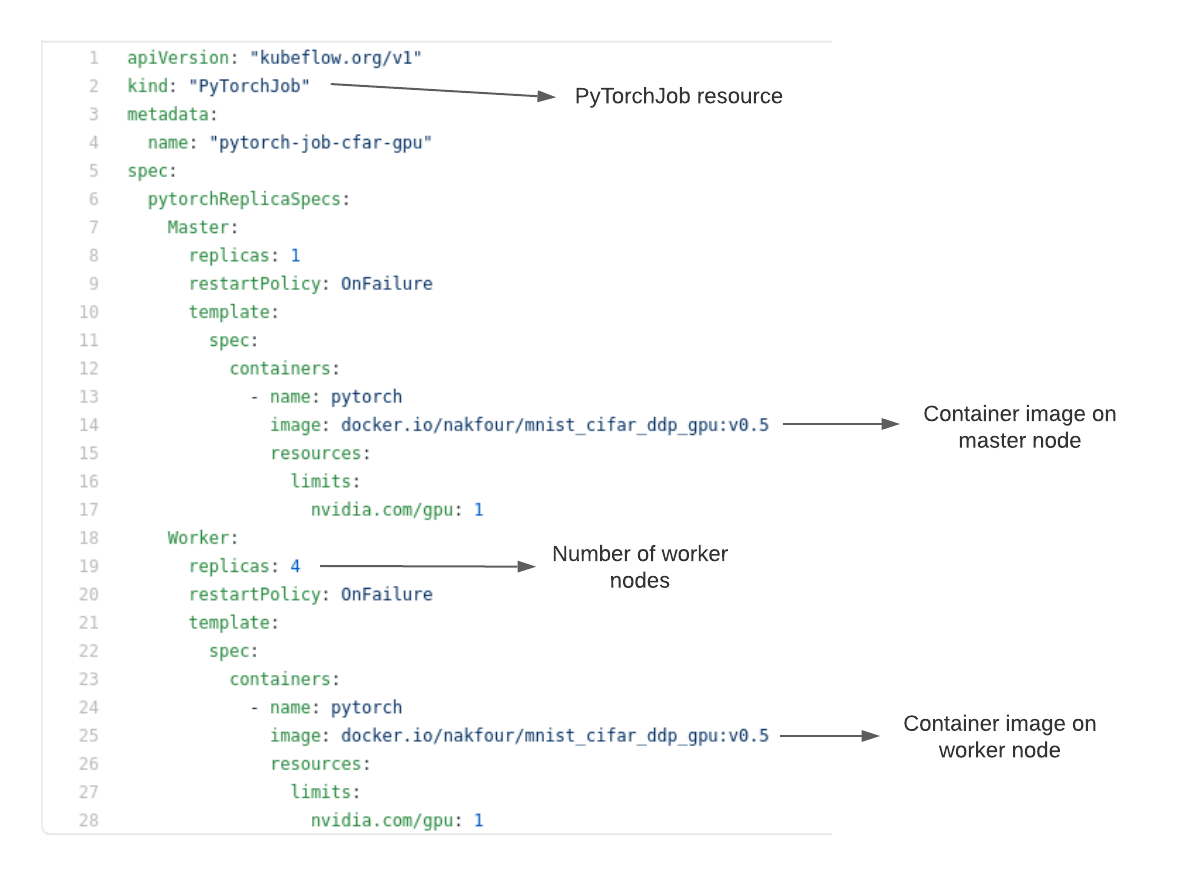 1 apiVersion: "kubeflow.org/v1"
2 kind: "PyTorchJob"
PyTorchJob resource
3 metadata:
4   name: "pytorch-job-cfar-gpu"
5 spec:
6   pytorchReplicaSpecs:
7     Master:
8       replicas: 1
9       restartPolicy: OnFailure
10       template:
11         spec:
12           containers:
13             - name: pytorch
14               image: docker.io/nakfour/mnist_cifar_ddp_gpu:v0.5
Container image on
master node
15               resources:
16                 limits:
17                   nvidia.com/gpu: 1
18     Worker:
19       replicas: 4
Number of worker
nodes
20       restartPolicy: OnFailure
21       template:
22         spec:
23           containers:
24             - name: pytorch
25               image: docker.io/nakfour/mnist_cifar_ddp_gpu:v0.5
Container image on
worker node
26               resources:
27                 limits:
28                   nvidia.com/gpu: 1